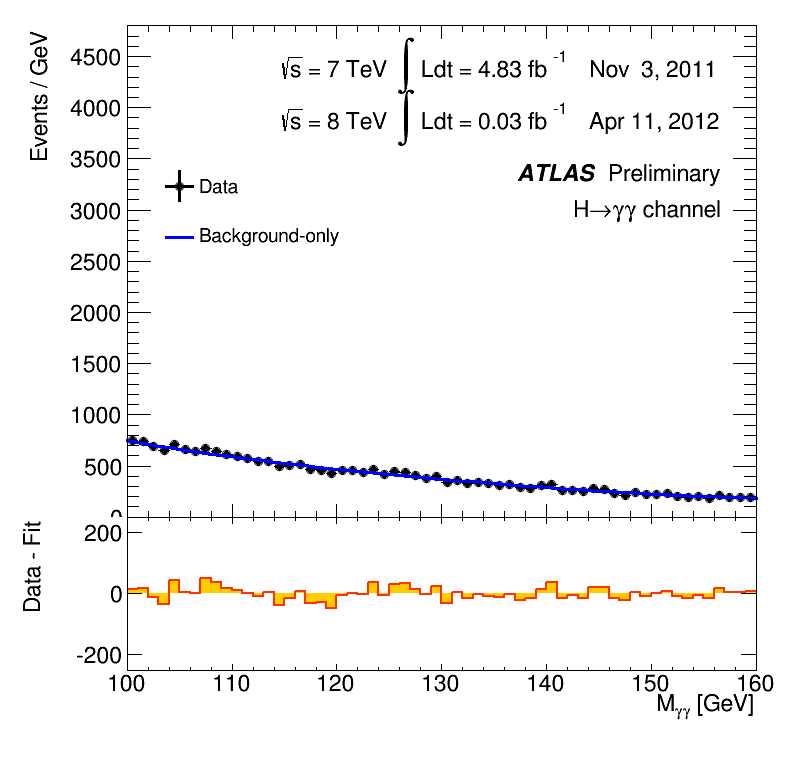 Events / GeV
4500
4000
3500
3000
2500
2000
1500
1000
500
0
√s = 7 TeV ∫ Ldt = 4.83 fb⁻¹ Nov 3, 2011
√s = 8 TeV ∫ Ldt = 0.03 fb⁻¹ Apr 11, 2012
ATLAS Preliminary
H→γγ channel
Data
Background-only
Data - Fit
200
0
-200
100 110 120 130 140 150 160
Mγγ [GeV]